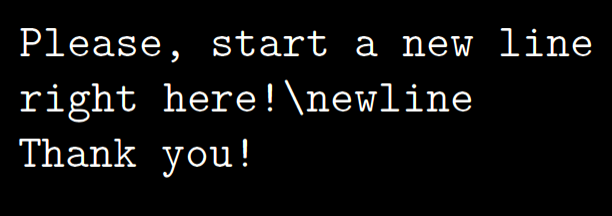 Please, start a new line
right here!\newline
Thank you!